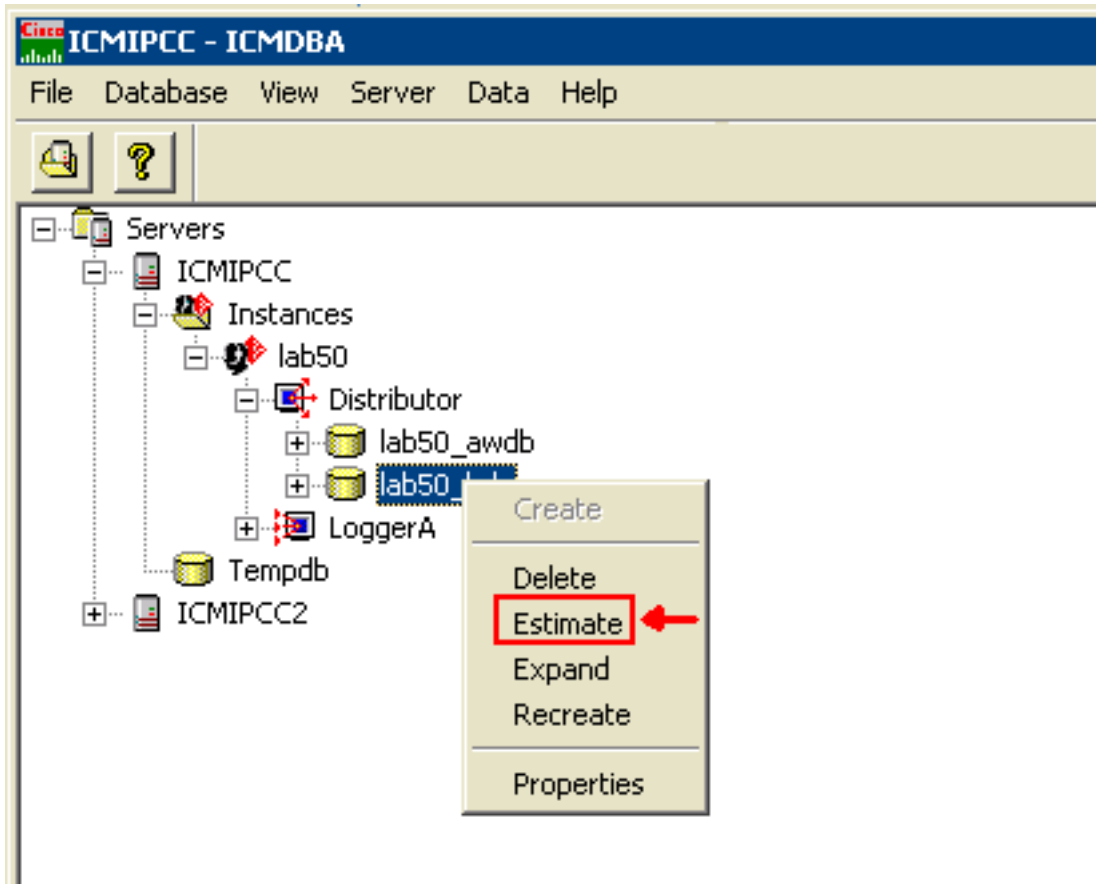 Cisco ICMIPCC - ICMDBA
File Database View Server Data Help
Servers
ICMIPCC
Instances
lab50
Distributor
lab50_awdb
lab50
LoggerA
Tempdb
ICMIPCC2
Create
Delete
Estimate
Expand
Recreate
Properties